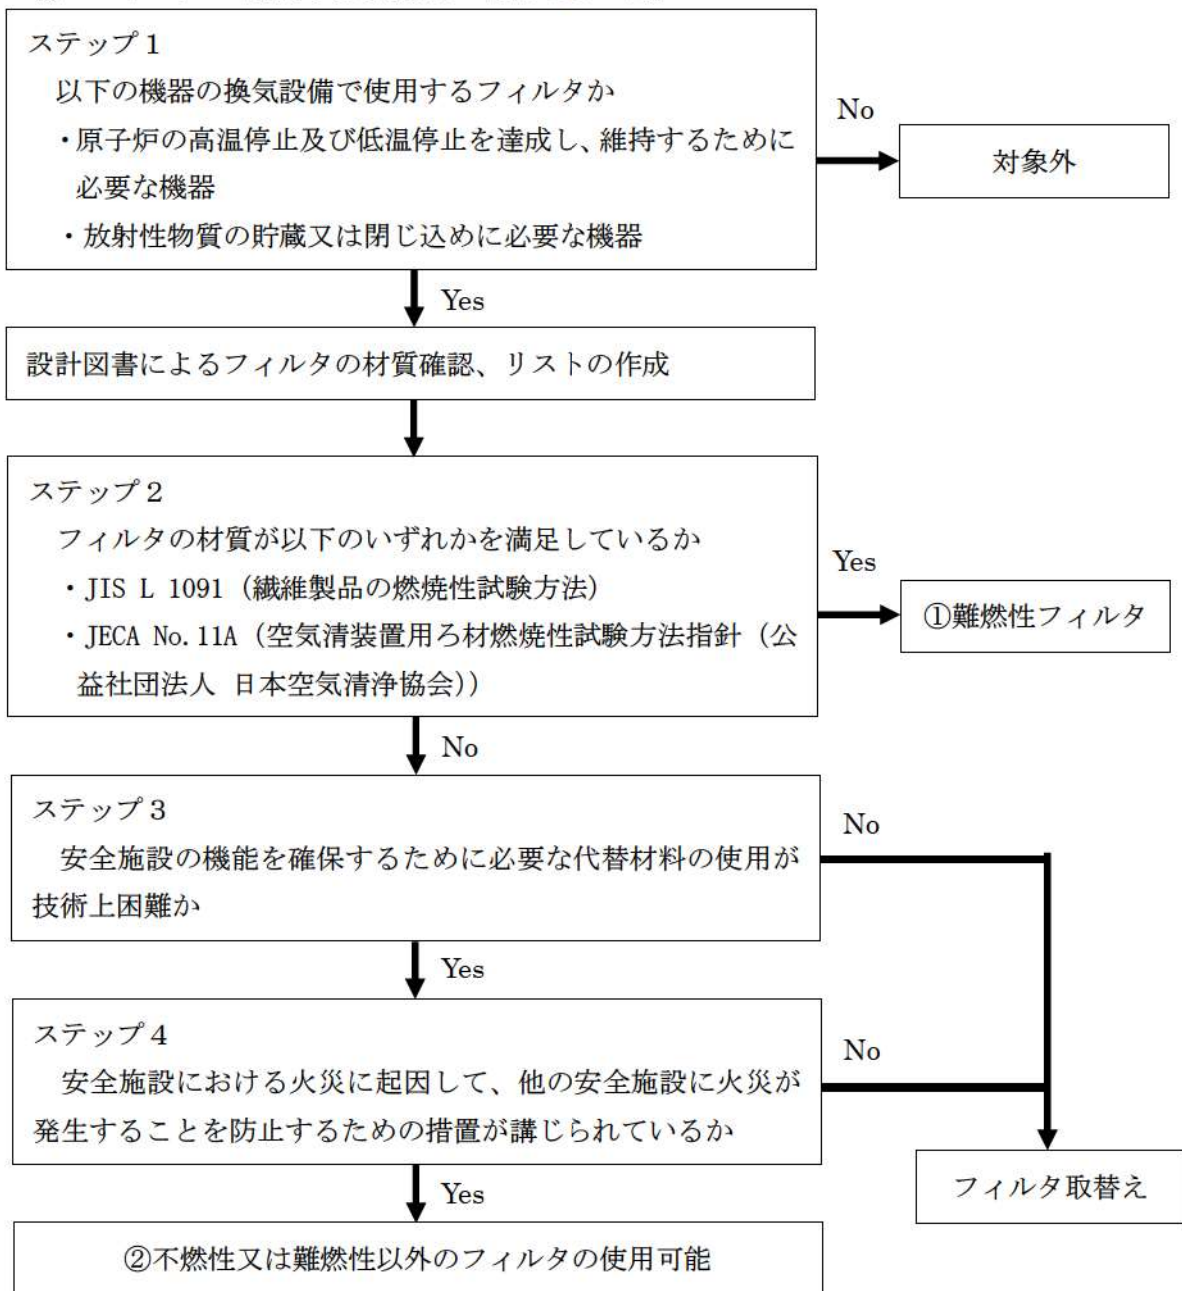 ステップ1
以下の機器の換気設備で使用するフィルタか
・原子炉の高温停止及び低温停止を達成し、維持するために
必要な機器
・放射性物質の貯蔵又は閉じ込めに必要な機器
No
対象外
Yes
設計図書によるフィルタの材質確認、リストの作成
ステップ2
フィルタの材質が以下のいずれかを満足しているか
・JIS L 1091 (繊維製品の燃焼性試験方法)
・JECA No.11A (空気清装置用ろ材燃焼性試験方法指針 (公
益社団法人 日本空気清浄協会))
Yes
①難燃性フィルタ
No
ステップ3
安全施設の機能を確保するために必要な代替材料の使用が
技術上困難か
No
Yes
ステップ4
安全施設における火災に起因して、他の安全施設に火災が
発生することを防止するための措置が講じられているか
No
フィルタ取替え
Yes
②不燃性又は難燃性以外のフィルタの使用可能